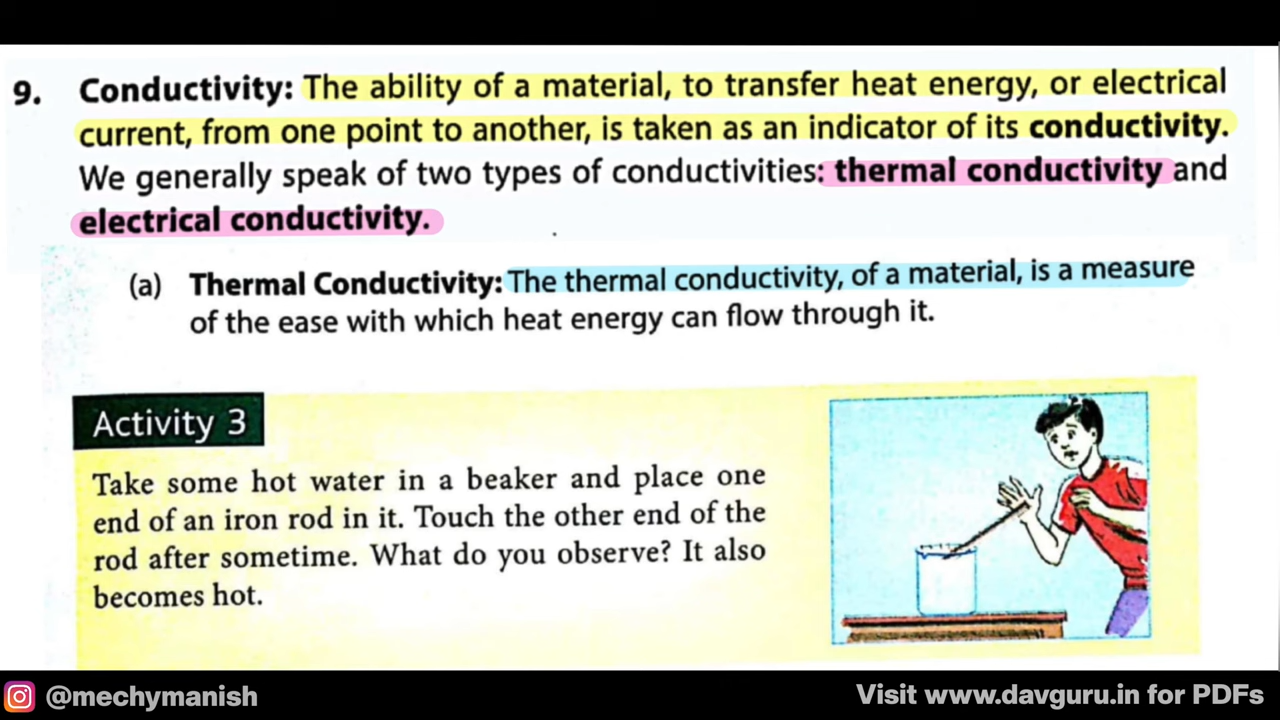 9. Conductivity: The ability of a material, to transfer heat energy, or electrical
current, from one point to another, is taken as an indicator of its conductivity.
We generally speak of two types of conductivities: thermal conductivity and
electrical conductivity.
(a) Thermal Conductivity: The thermal conductivity, of a material, is a measure
of the ease with which heat energy can flow through it.
Activity 3
Take some hot water in a beaker and place one
end of an iron rod in it. Touch the other end of the
rod after sometime. What do you observe? It also
becomes hot.
@mechymanish
Visit www.davguru.in for PDFs